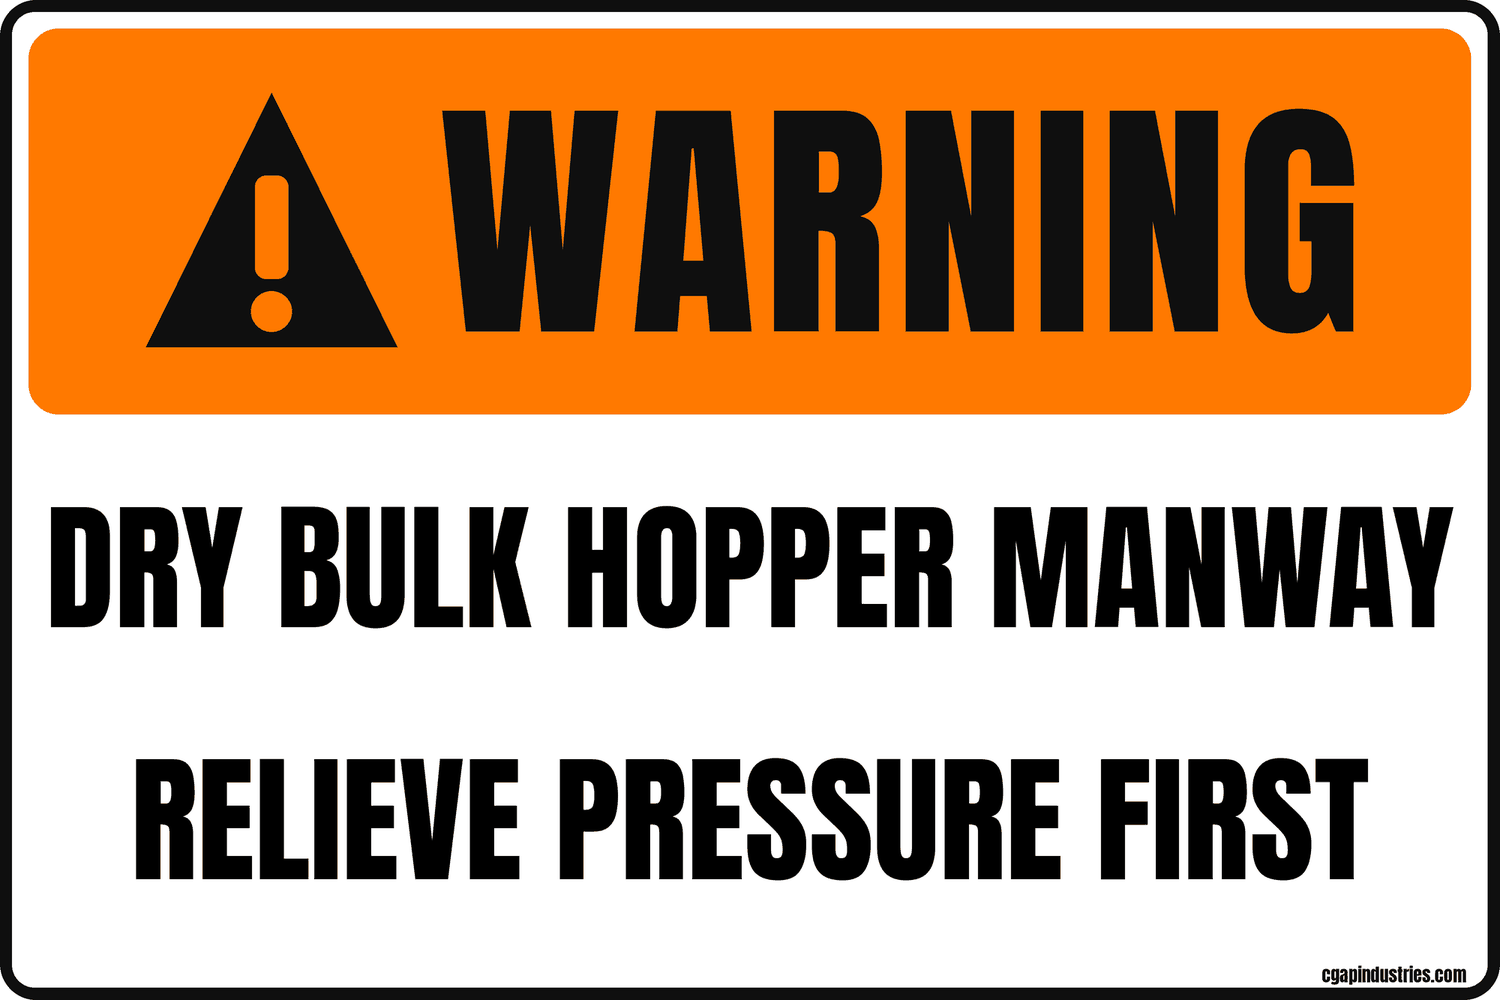 WARNING
DRY BULK HOPPER MANWAY
RELIEVE PRESSURE FIRST
cgapindustries.com